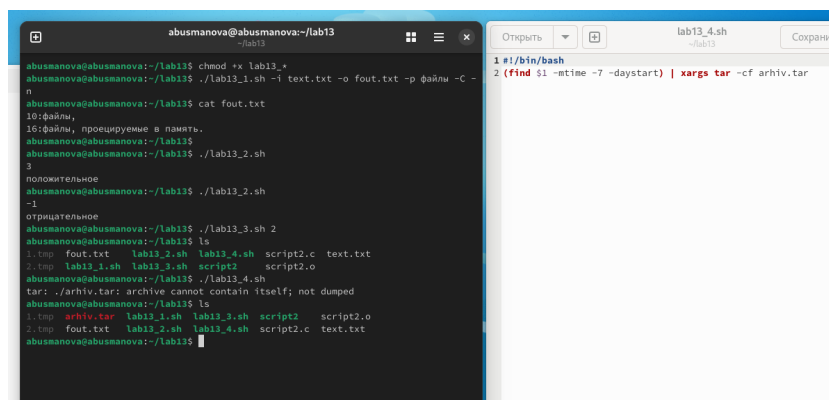 abusmanova@abusmanova:~/lab13
~/lab13
abusmanova@abusmanova:~/lab13$ chmod +x lab13_*
abusmanova@abusmanova:~/lab13$ ./lab13_1.sh -i text.txt -o fout.txt -p файлы -C -
n
abusmanova@abusmanova:~/lab13$ cat fout.txt
10:файлы,
16:файлы, проецируемые в память.
abusmanova@abusmanova:~/lab13$
abusmanova@abusmanova:~/lab13$ ./lab13_2.sh
3
положительное
abusmanova@abusmanova:~/lab13$ ./lab13_2.sh
-1
отрицательное
abusmanova@abusmanova:~/lab13$ ./lab13_3.sh 2
abusmanova@abusmanova:~/lab13$ ls
1.tmp fout.txt lab13_2.sh lab13_4.sh script2.c text.txt
2.tmp lab13_1.sh lab13_3.sh script2 script2.o
abusmanova@abusmanova:~/lab13$ ./lab13_4.sh
tar: ./arhiv.tar: archive cannot contain itself; not dumped
abusmanova@abusmanova:~/lab13$ ls
1.tmp arhiv.tar lab13_1.sh lab13_3.sh script2 script2.o
2.tmp fout.txt lab13_2.sh lab13_4.sh script2.c text.txt
abusmanova@abusmanova:~/lab13$
Открыть
lab13_4.sh
~/lab13
Сохрани
1 #!/bin/bash
2 (find $1 -mtime -7 -daystart) | xargs tar -cf arhiv.tar